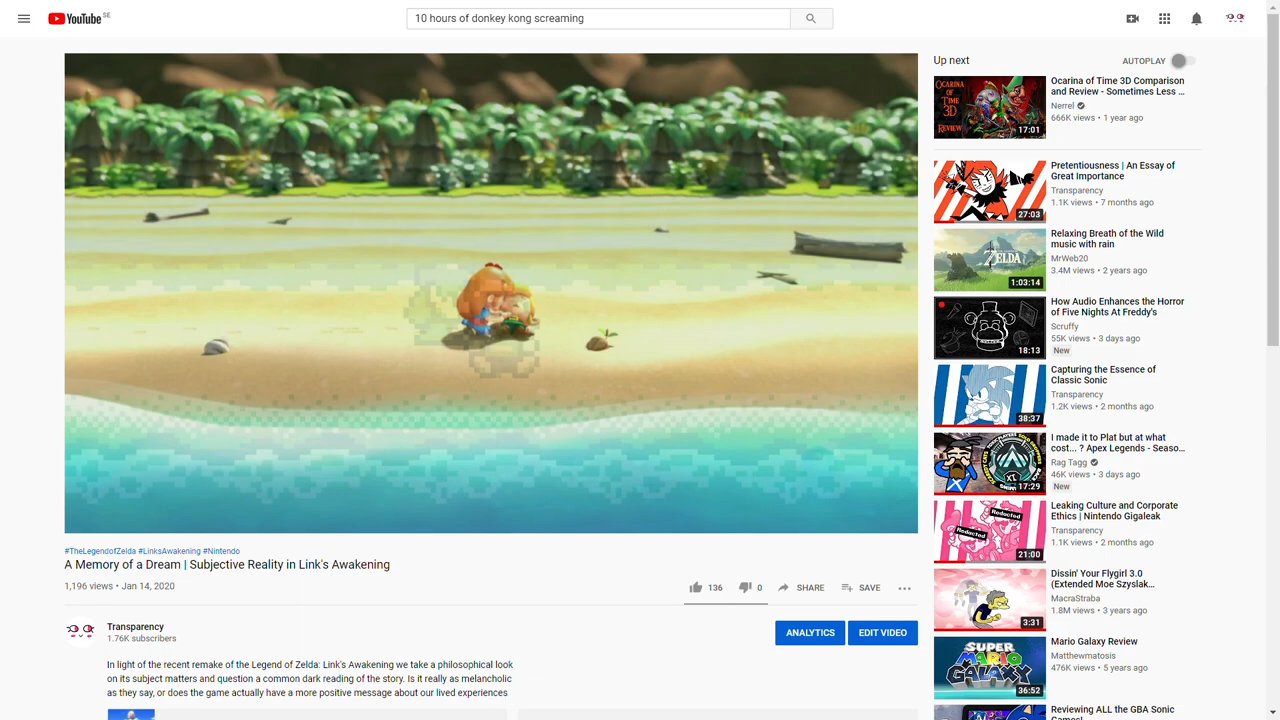 YouTube SE
10 hours of donkey kong screaming
#TheLegendofZelda #LinksAwakening #Nintendo
A Memory of a Dream | Subjective Reality in Link's Awakening
1,196 views • Jan 14, 2020
136
0
SHARE
SAVE
Transparency
1.76K subscribers
ANALYTICS
EDIT VIDEO
In light of the recent remake of the Legend of Zelda: Link's Awakening we take a philosophical look
on its subject matters and question a common dark reading of the story. Is it really as melancholic
as they say, or does the game actually have a more positive message about our lived experiences
Up next
AUTOPLAY
OCARINA
OF
TIME
3D
REVIEW
17:01
Ocarina of Time 3D Comparison
and Review - Sometimes Less ...
Nerrel
666K views • 1 year ago
27:03
Pretentiousness | An Essay of
Great Importance
Transparency
1.1K views • 7 months ago
ZELDA
1:03:14
Relaxing Breath of the Wild
music with rain
MrWeb20
3.4M views • 2 years ago
18:13
How Audio Enhances the Horror
of Five Nights At Freddy's
Scruffy
55K views • 3 days ago
New
38:37
Capturing the Essence of
Classic Sonic
Transparency
1.2K views • 2 months ago
17:29
I made it to Plat but at what
cost... ? Apex Legends - Seaso...
Rag Tagg
46K views • 3 days ago
New
Redacted
Redacted
21:00
Leaking Culture and Corporate
Ethics | Nintendo Gigaleak
Transparency
1.1K views • 2 months ago
3:31
Dissin' Your Flygirl 3.0
(Extended Moe Szyslak...
MacraStraba
1.8M views • 3 years ago
SUPER
MARIO
GALAXY
36:52
Mario Galaxy Review
Matthewmatosis
476K views • 5 years ago
Reviewing ALL the GBA Sonic
Games!